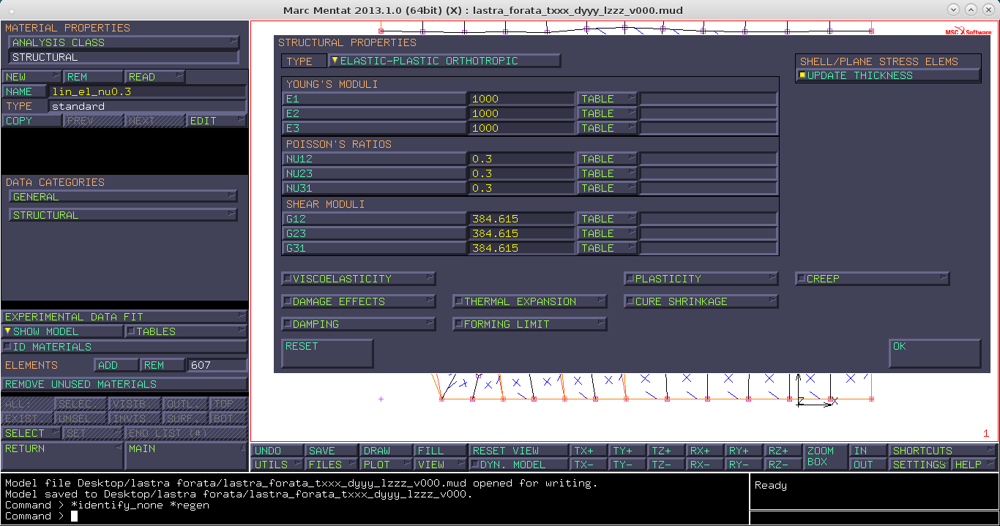 Marc Mentat 2013.1.0 (64bit) (X) : lastra_forata_txxx_dyyy_lzzz_v000.mud
MATERIAL PROPERTIES
ANALYSIS CLASS
STRUCTURAL
NEW REM READ
NAME lin_el_nu0.3
TYPE standard
COPY PREV NEXT EDIT
DATA CATEGORIES
GENERAL
STRUCTURAL
EXPERIMENTAL DATA FIT
SHOW MODEL TABLES
ID MATERIALS
ELEMENTS ADD REM 607
REMOVE UNUSED MATERIALS
ALL: SELEC. VISIB. OUTL. TOP
EXIST. UNSEL. INVIS. SURF. BOT.
SELECT SET END LIST (#)
RETURN MAIN
MSC Software
STRUCTURAL PROPERTIES
TYPE ELASTIC-PLASTIC ORTHOTROPIC
SHELL/PLANE STRESS ELEMS
UPDATE THICKNESS
YOUNG'S MODULI
E1 1000 TABLE
E2 1000 TABLE
E3 1000 TABLE
POISSON'S RATIOS
NU12 0.3 TABLE
NU23 0.3 TABLE
NU31 0.3 TABLE
SHEAR MODULI
G12 384.615 TABLE
G23 384.615 TABLE
G31 384.615 TABLE
VISCOELASTICITY PLASTICITY CREEP
DAMAGE EFFECTS THERMAL EXPANSION CURE SHRINKAGE
DAMPING FORMING LIMIT
RESET OK
Z X
1
UNDO SAVE DRAW FILL RESET VIEW TX+ TY+ TZ+ RX+ RY+ RZ+ ZOOM BOX IN SHORTCUTS
UTILS FILES PLOT VIEW DYN. MODEL TX- TY- TZ- RX- RY- RZ- OUT SETTINGS HELP
Model file Desktop/lastra forata/lastra_forata_txxx_dyyy_lzzz_v000.mud opened for writing.
Model saved to Desktop/lastra forata/lastra_forata_txxx_dyyy_lzzz_v000.
Command > *identify_none *regen
Command >
Ready